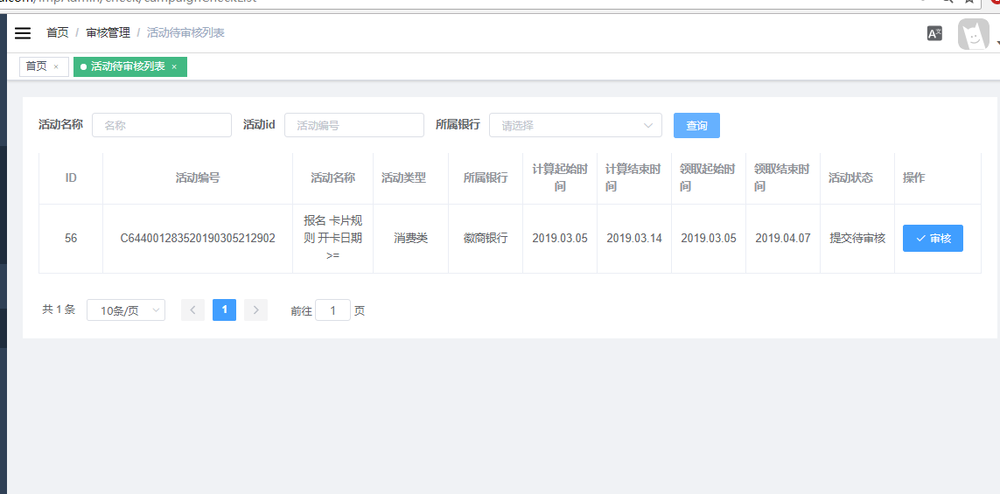 首页 / 审核管理 / 活动待审核列表
首页 × 活动待审核列表 ×
活动名称 名称 活动id 活动编号 所属银行 请选择 查询
ID 活动编号 活动名称 活动类型 所属银行 计算起始时间 计算结束时间 领取起始时间 领取结束时间 活动状态 操作
56 C644001283520190305212902 报名 卡片规则 开卡日期>= 消费类 徽商银行 2019.03.05 2019.03.14 2019.03.05 2019.04.07 提交待审核 审核
共 1 条 10条/页 1 前往 1 页